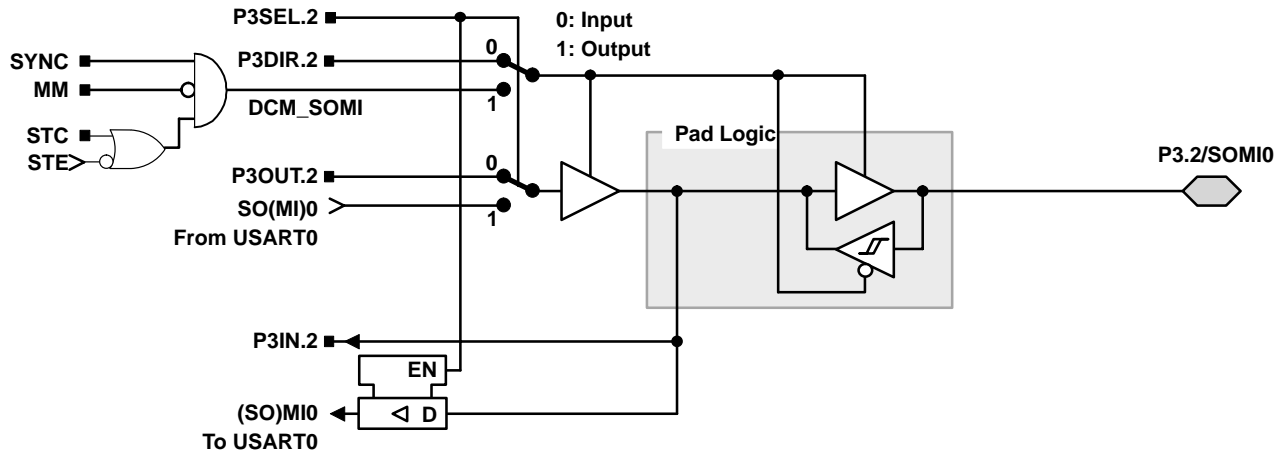 P3SEL.2
0: Input
1: Output
SYNC
P3DIR.2
0
MM
1
DCM_SOMI
STC
STE
Pad Logic
P3.2/SOMI0
P3OUT.2
0
SO(MI)0
1
From USART0
P3IN.2
EN
(SO)MI0
D
To USART0